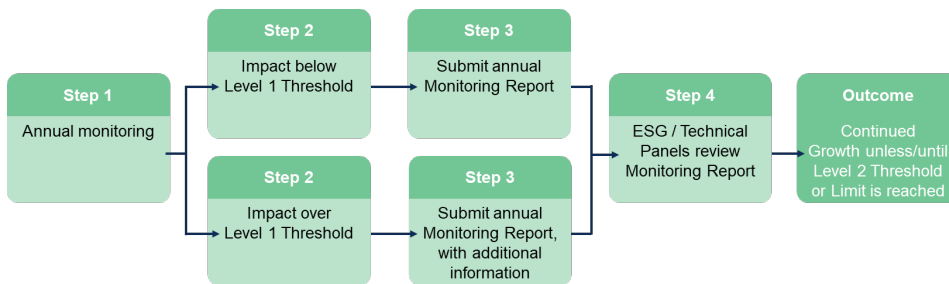 Step 1
Annual monitoring
Step 2
Impact below
Level 1 Threshold
Step 3
Submit annual
Monitoring Report
Step 2
Impact over
Level 1 Threshold
Step 3
Submit annual
Monitoring Report,
with additional
information
Step 4
ESG / Technical
Panels review
Monitoring Report
Outcome
Continued
Growth unless/until
Level 2 Threshold
or Limit is reached